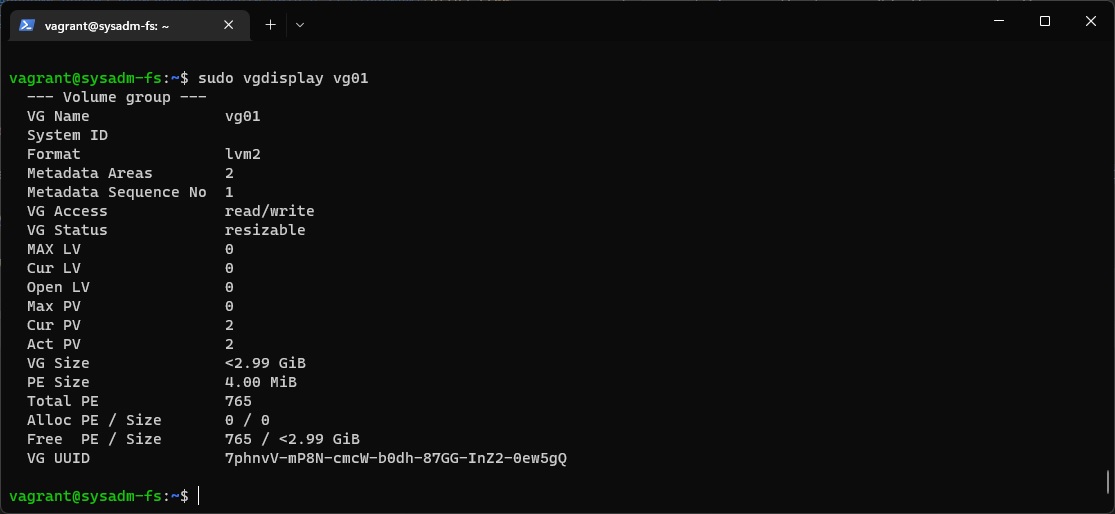 vagrant@sysadm-fs: ~
vagrant@sysadm-fs:~$ sudo vgdisplay vg01
  --- Volume group ---
  VG Name               vg01
  System ID
  Format                lvm2
  Metadata Areas        2
  Metadata Sequence No  1
  VG Access             read/write
  VG Status             resizable
  MAX LV                0
  Cur LV                0
  Open LV               0
  Max PV                0
  Cur PV                2
  Act PV                2
  VG Size               <2.99 GiB
  PE Size               4.00 MiB
  Total PE              765
  Alloc PE / Size       0 / 0
  Free  PE / Size       765 / <2.99 GiB
  VG UUID               7phnvV-mP8N-cmcW-b0dh-87GG-InZ2-0ew5gQ
vagrant@sysadm-fs:~$